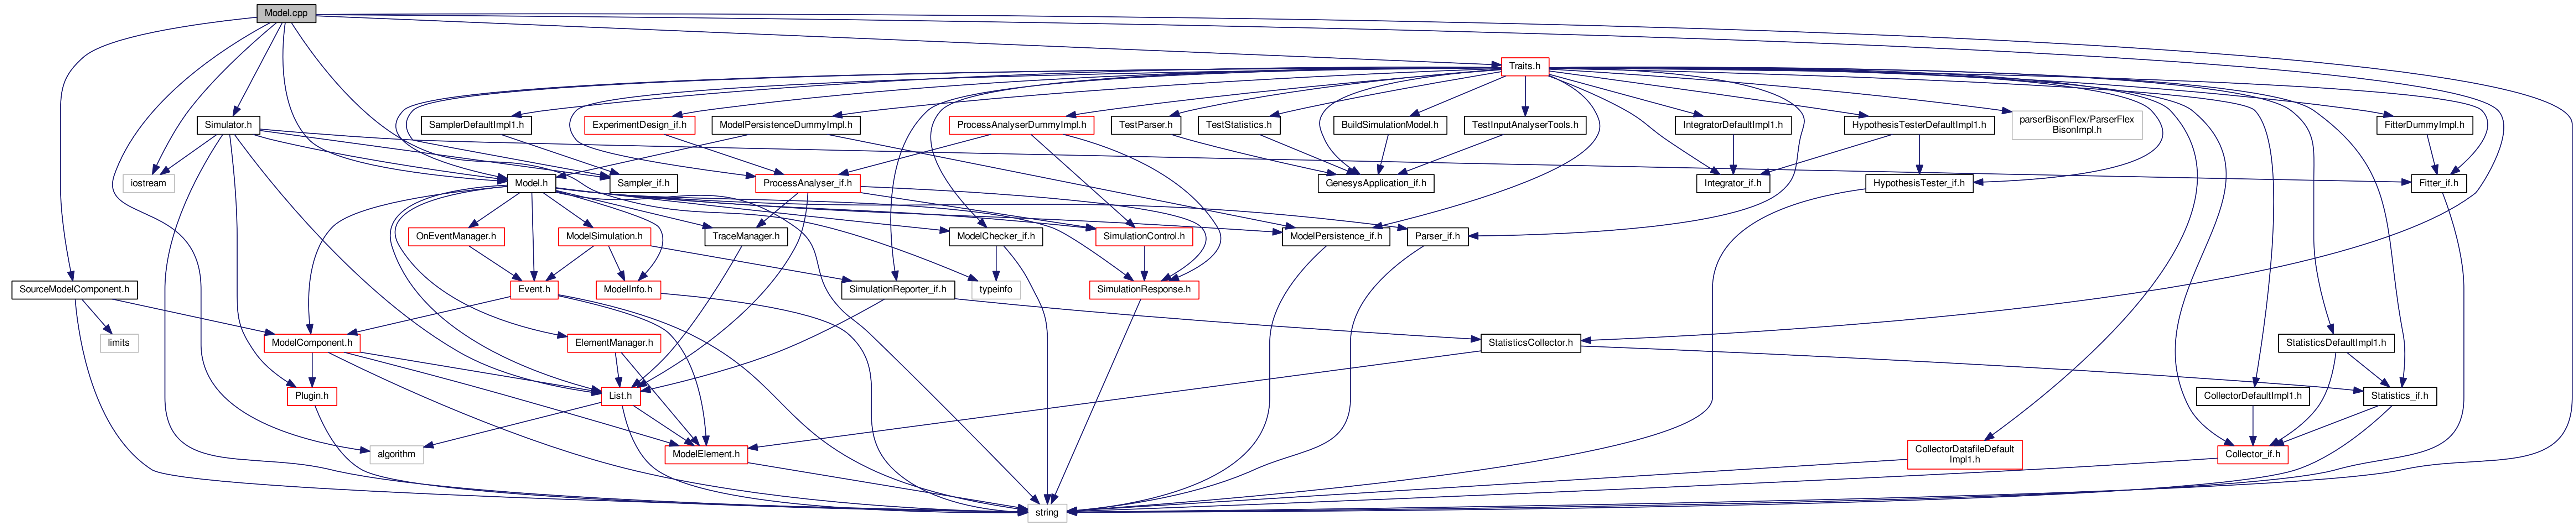 Model.cpp
Traits.h
Simulator.h
SamplerDefaultImpl1.h
ExperimentDesign_if.h
ModelPersistenceDummyImpl.h
ProcessAnalyserDummyImpl.h
TestParser.h
TestStatistics.h
BuildSimulationModel.h
TestInputAnalyserTools.h
IntegratorDefaultImpl1.h
HypothesisTesterDefaultImpl1.h
parserBisonFlex/ParserFlex
BisonImpl.h
FitterDummyImpl.h
iostream
Model.h
Sampler_if.h
ProcessAnalyser_if.h
GenesysApplication_if.h
Integrator_if.h
HypothesisTester_if.h
Fitter_if.h
OnEventManager.h
ModelSimulation.h
TraceManager.h
ModelChecker_if.h
SimulationControl.h
ModelPersistence_if.h
Parser_if.h
SourceModelComponent.h
Event.h
ModelInfo.h
SimulationReporter_if.h
typeinfo
SimulationResponse.h
limits
ModelComponent.h
ElementManager.h
StatisticsCollector.h
StatisticsDefaultImpl1.h
Plugin.h
List.h
CollectorDefaultImpl1.h
Statistics_if.h
algorithm
ModelElement.h
CollectorDatafileDefault
Impl1.h
Collector_if.h
string